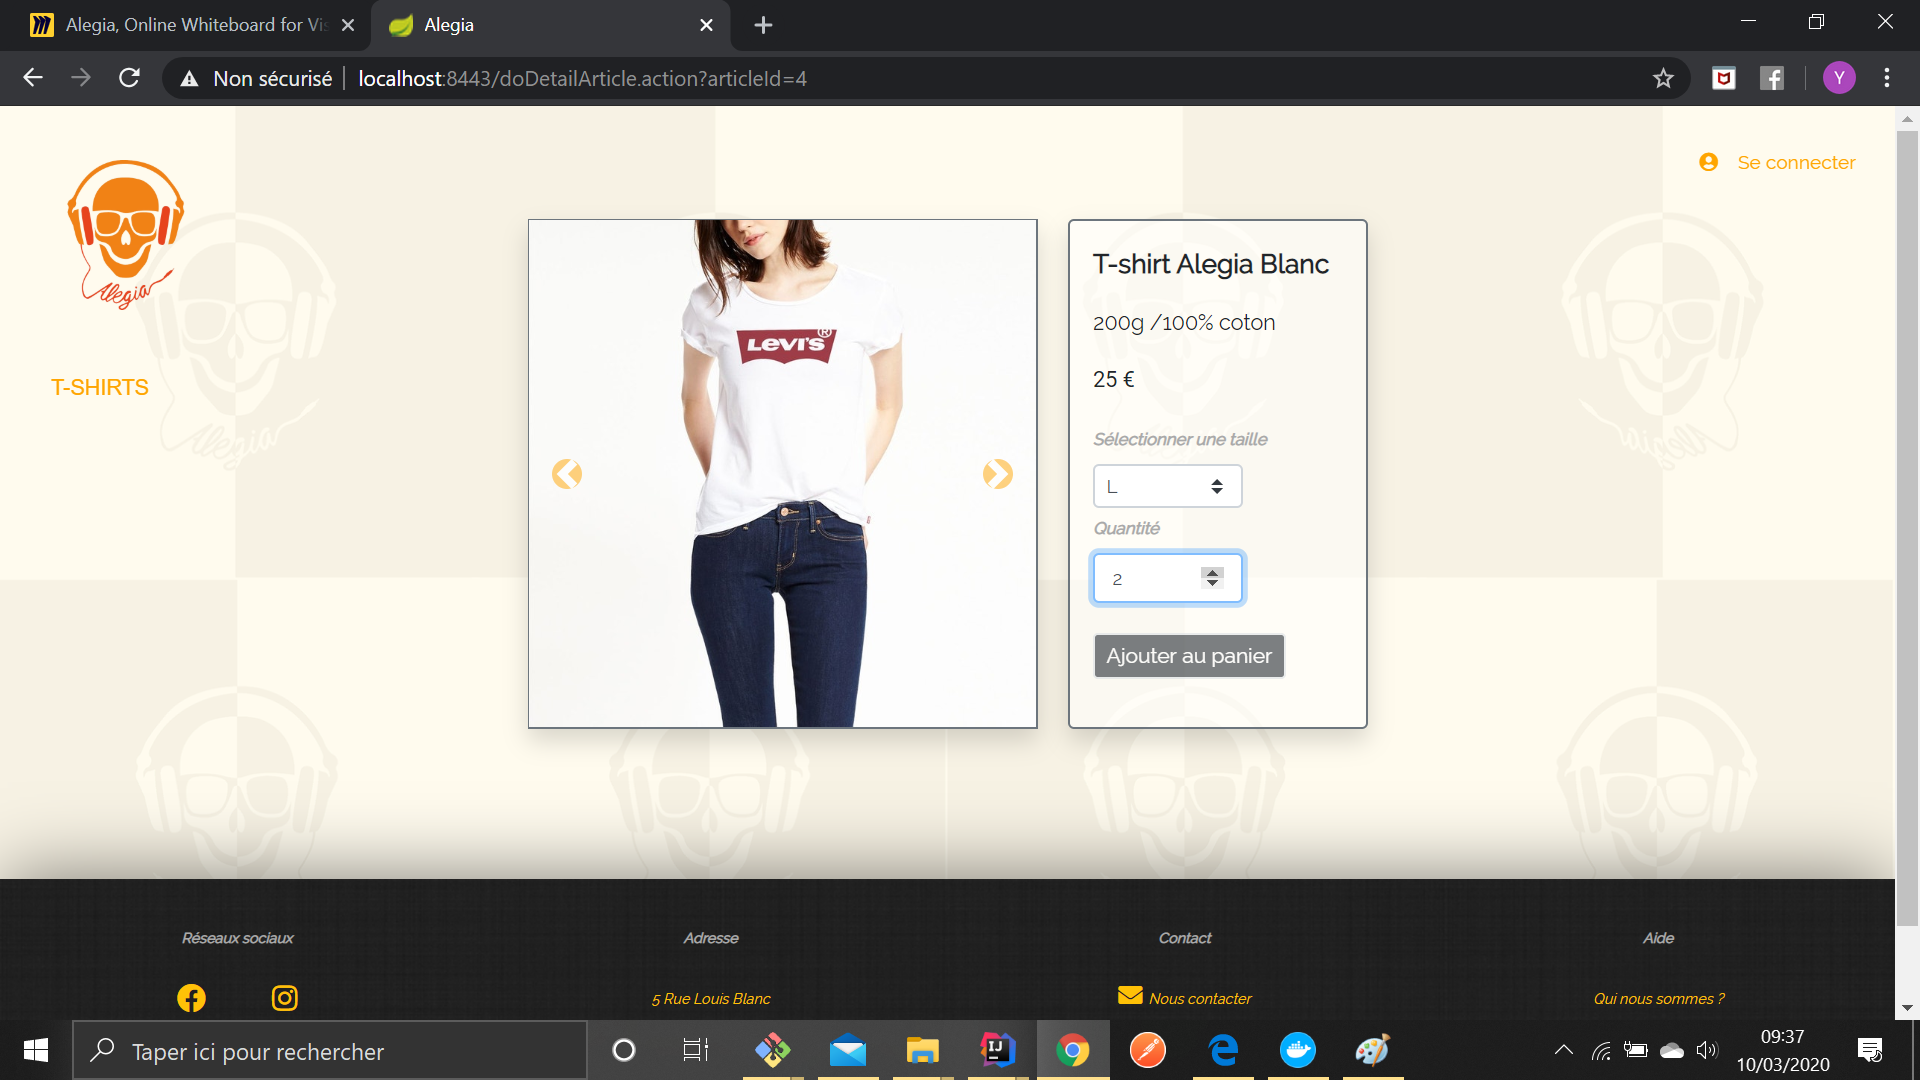 Alegia, Online Whiteboard for Vis
Alegia
Non sécurisé
localhost:8443/doDetailArticle.action?articleId=4
Y
Se connecter
Alegia
T-SHIRTS
LEVI'S®
T-shirt Alegia Blanc
200g /100% coton
25 €
Sélectionner une taille
L
Quantité
2
Ajouter au panier
Réseaux sociaux
Adresse
Contact
Aide
5 Rue Louis Blanc
Nous contacter
Qui nous sommes ?
Taper ici pour rechercher
IJ
09:37
10/03/2020